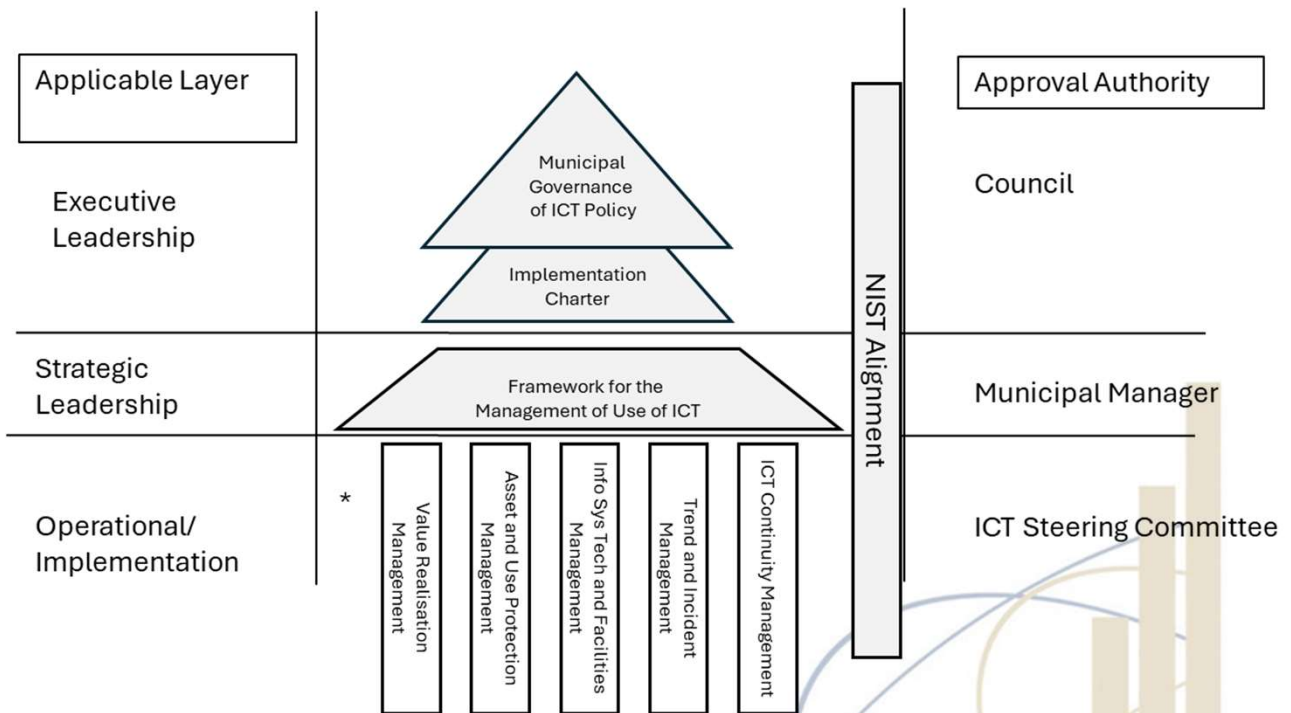 Applicable Layer
Approval Authority
Executive
Leadership
Municipal
Governance
of ICT Policy
Implementation
Charter
Council
Strategic
Leadership
Framework for the
Management of Use of ICT
Municipal Manager
NIST Alignment
Operational/
Implementation
*
Value Realisation
Management
Asset and Use Protection
Management
Info Sys Tech and Facilities
Management
Trend and Incident
Management
ICT Continuity Management
ICT Steering Committee